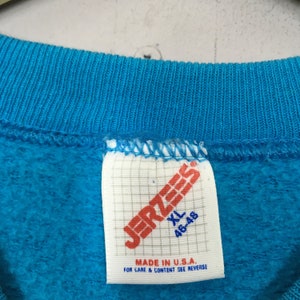 JERZEES
XL
46-48
MADE IN U.S.A.
FOR CARE & CONTENT SEE REVERSE